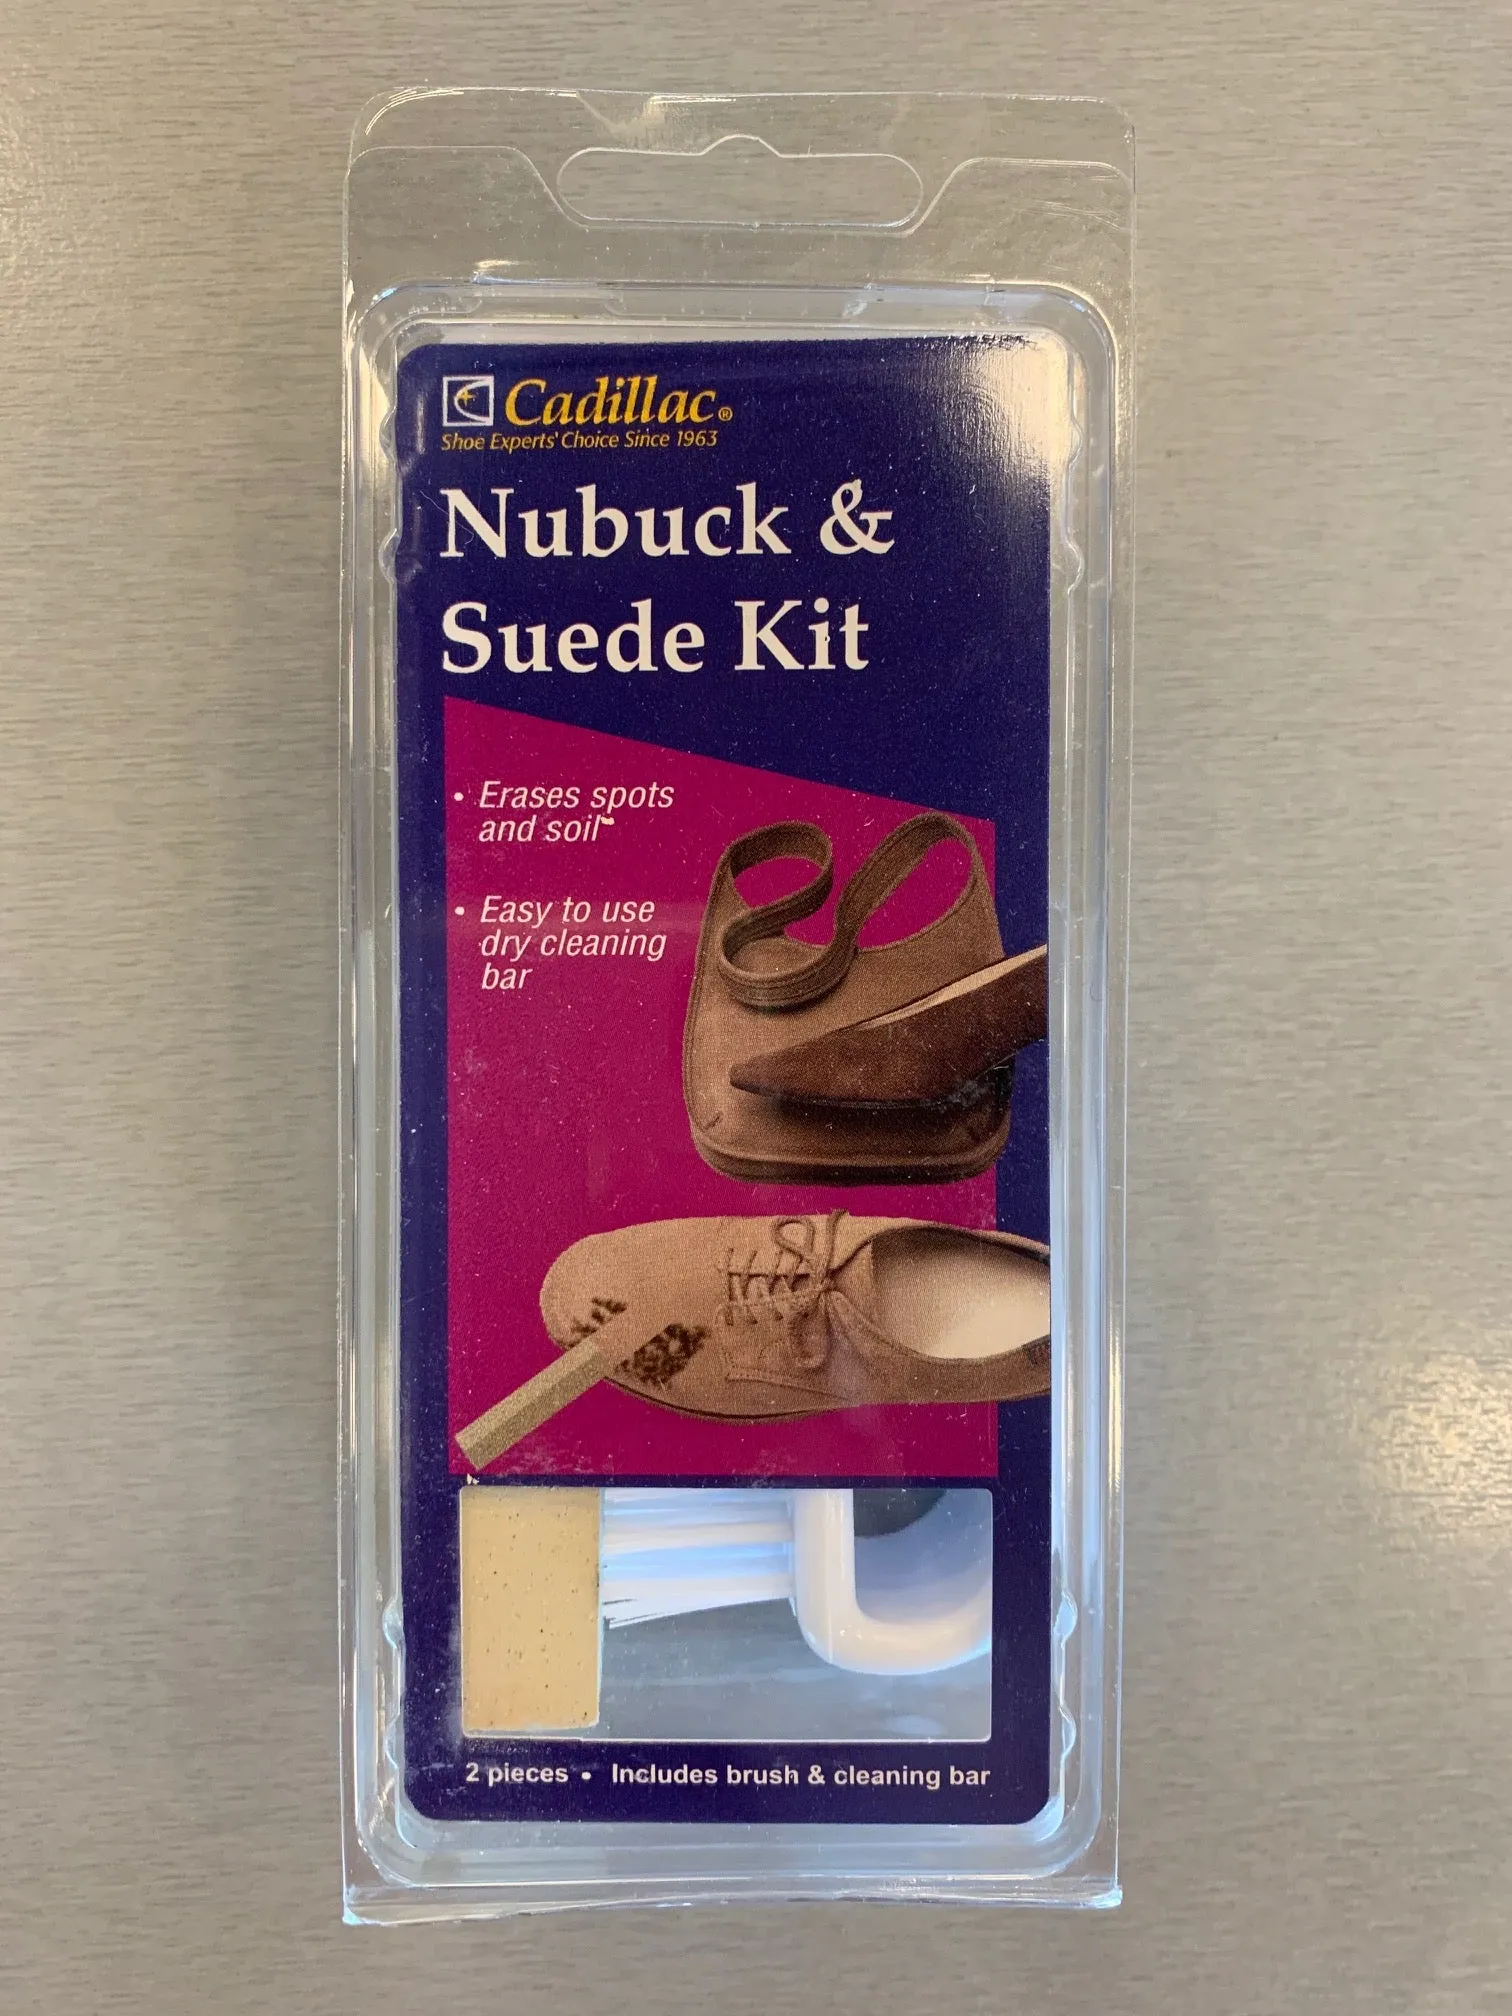 Cadillac®
Shoe Experts' Choice Since 1963
Nubuck &
Suede Kit
• Erases spots
and soil
• Easy to use
dry cleaning
bar
2 pieces • Includes brush & cleaning bar